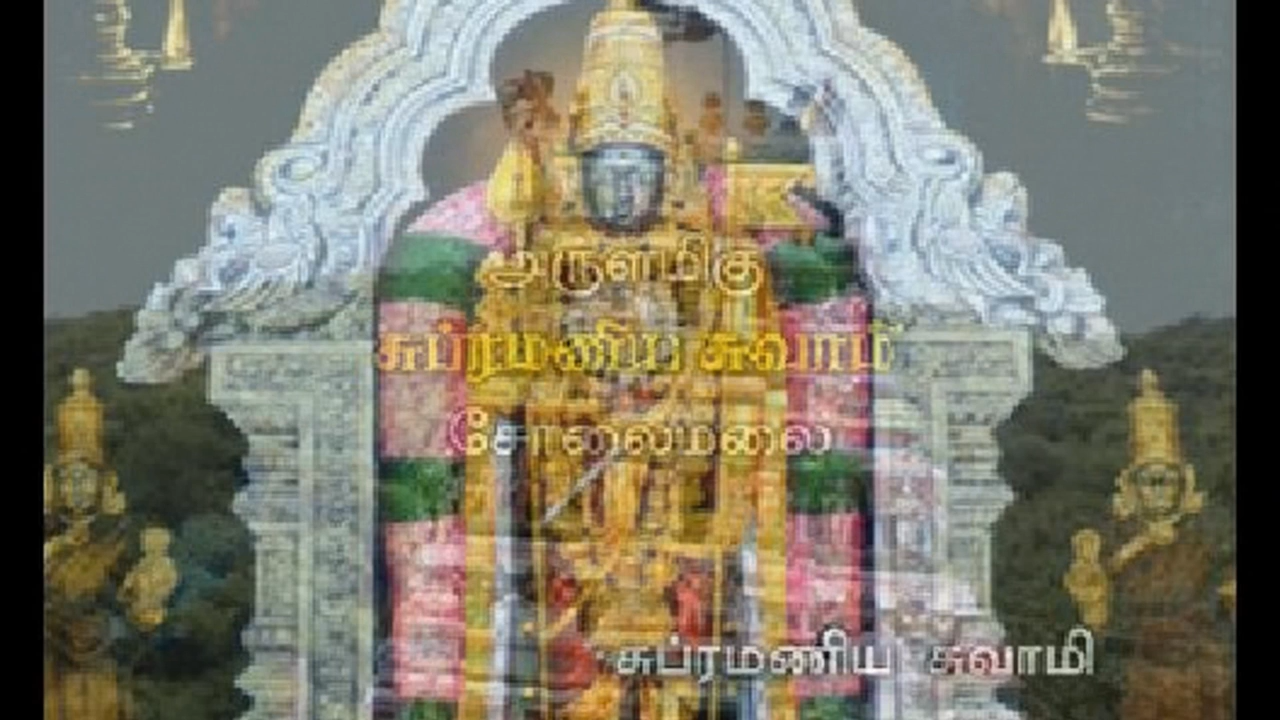 அருள்மிகு
சுப்ரமணிய சுவாமி
சோலைமலை
சுப்ரமணிய சுவாமி